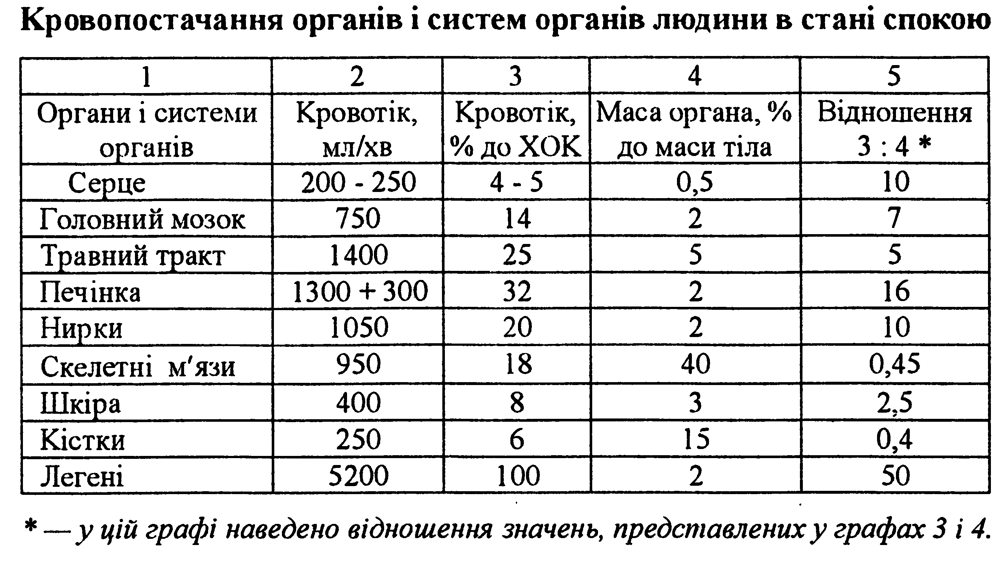 Кровопостачання органів і систем органів людини в стані спокою
1 2 3 4 5
Органи і системи органів Кровотік, мл/хв Кровотік, % до ХОК Маса органа, % до маси тіла Відношення 3 : 4 *
Серце 200 - 250 4 - 5 0,5 10
Головний мозок 750 14 2 7
Травний тракт 1400 25 5 5
Печінка 1300 + 300 32 2 16
Нирки 1050 20 2 10
Скелетні м'язи 950 18 40 0,45
Шкіра 400 8 3 2,5
Кістки 250 6 15 0,4
Легені 5200 100 2 50
* — у цій графі наведено відношення значень, представлених у графах 3 і 4.